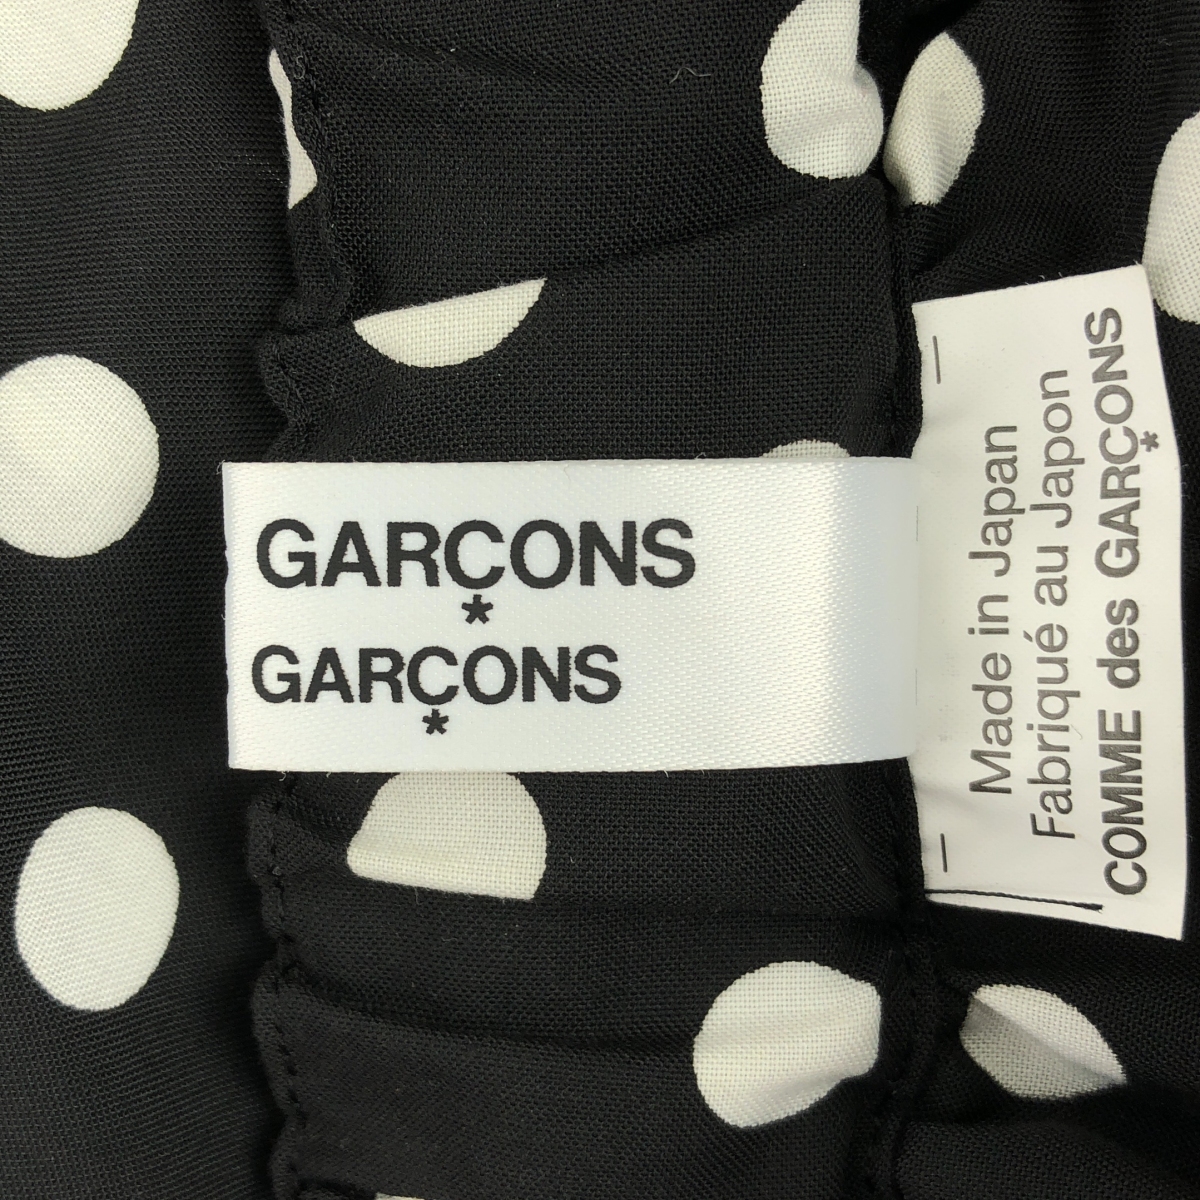 GARÇONS
*
GARÇONS
*
Made in Japan
Fabriqué au Japon
COMME des GARÇONS
*